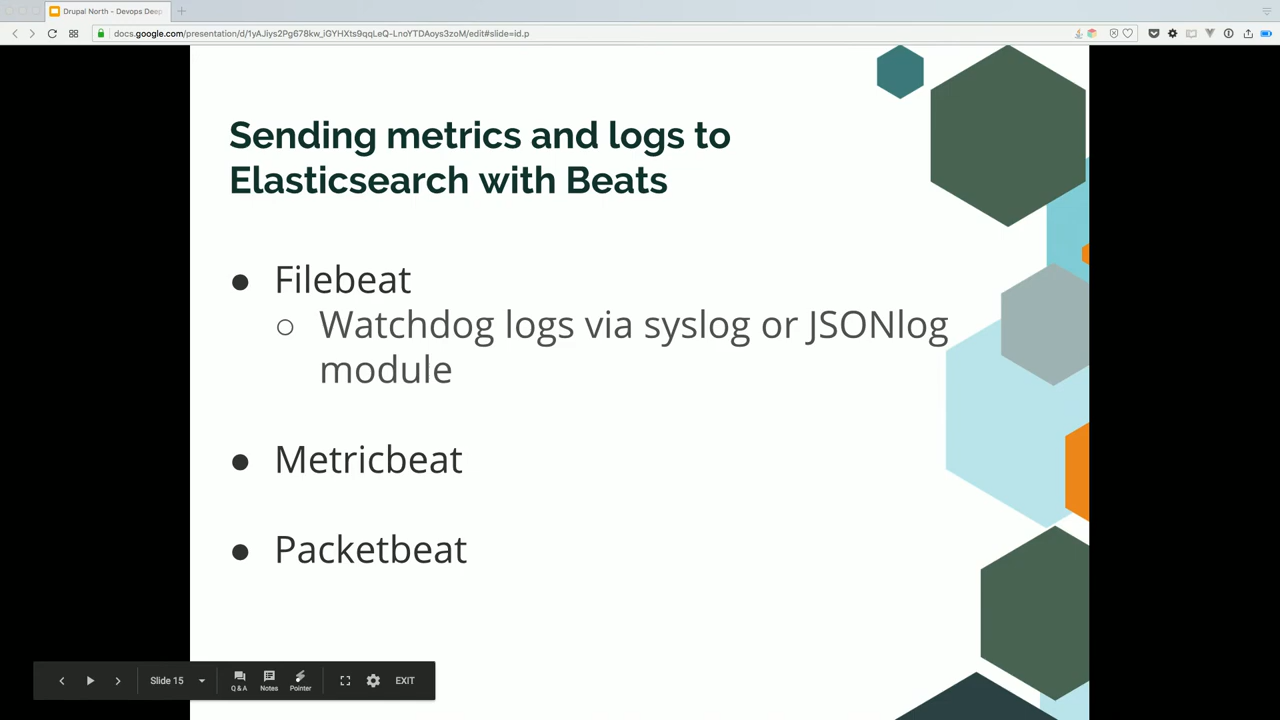 Drupal North - Devops Deep
docs.google.com/presentation/d/1yAJiys2Pg678kw_iGYHXts9qqLeQ-LnoYTDAoys3zoM/edit#slide=id.p
Sending metrics and logs to
Elasticsearch with Beats
● Filebeat
○ Watchdog logs via syslog or JSONlog
module
● Metricbeat
● Packetbeat
Slide 15
Q & A
Notes
Pointer
EXIT